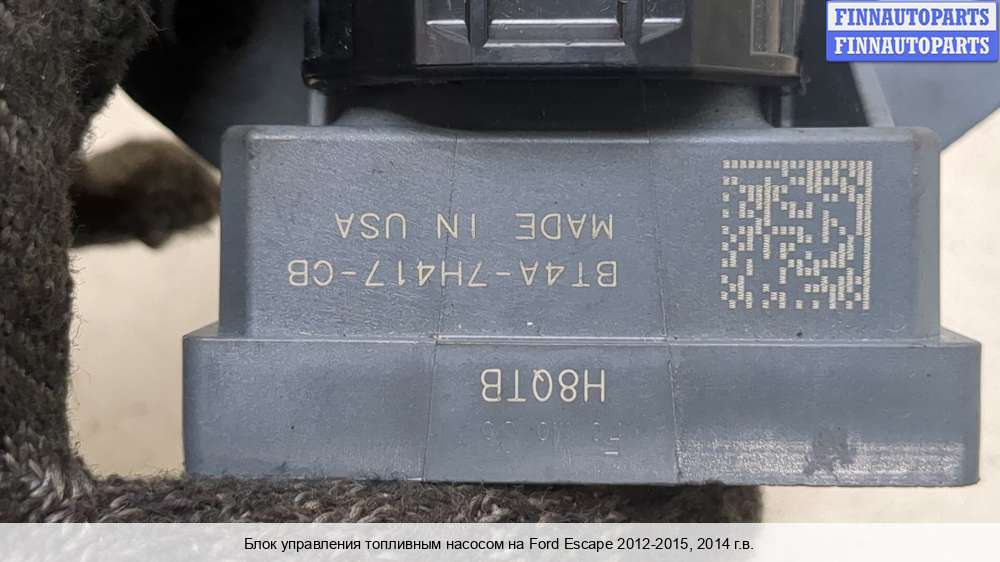 FINNAUTOPARTS
FINNAUTOPARTS
BT4A-7H417-CB
MADE IN USA
H8QTB
Блок управления топливным насосом на Ford Escape 2012-2015, 2014 г.в.